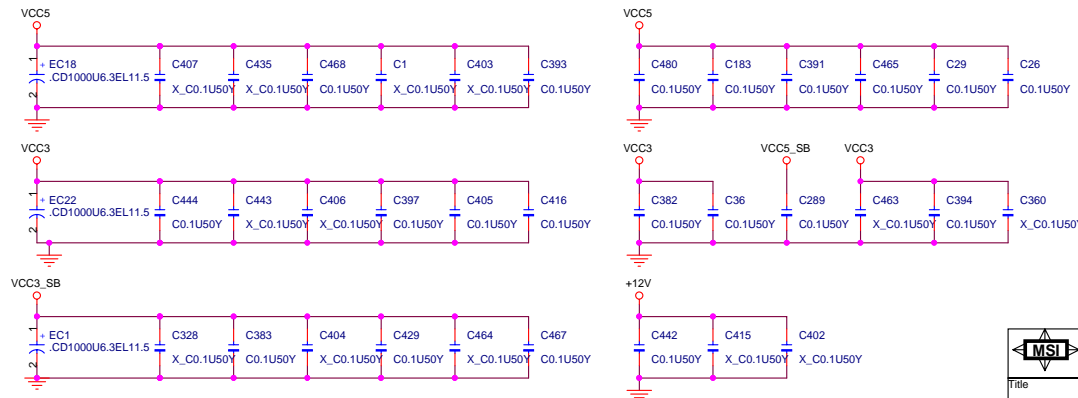 VCC5
VCC5
1
+ EC18
.CD1000U6.3EL11.5
2
C407
X_C0.1U50Y
C435
X_C0.1U50Y
C468
C0.1U50Y
C1
X_C0.1U50Y
C403
X_C0.1U50Y
C393
C0.1U50Y
C480
C0.1U50Y
C183
C0.1U50Y
C391
C0.1U50Y
C465
C0.1U50Y
C29
C0.1U50Y
C26
C0.1U50Y
VCC3
VCC3
VCC5_SB
VCC3
1
+ EC22
.CD1000U6.3EL11.5
2
C444
C0.1U50Y
C443
X_C0.1U50Y
C406
X_C0.1U50Y
C397
C0.1U50Y
C405
C0.1U50Y
C416
C0.1U50Y
C382
C0.1U50Y
C36
C0.1U50Y
C289
C0.1U50Y
C463
X_C0.1U50Y
C394
C0.1U50Y
C360
X_C0.1U50Y
VCC3_SB
+12V
1
+ EC1
.CD1000U6.3EL11.5
2
C328
X_C0.1U50Y
C383
C0.1U50Y
C404
X_C0.1U50Y
C429
C0.1U50Y
C464
X_C0.1U50Y
C467
C0.1U50Y
C442
C0.1U50Y
C415
X_C0.1U50Y
C402
X_C0.1U50Y
MSI
Title